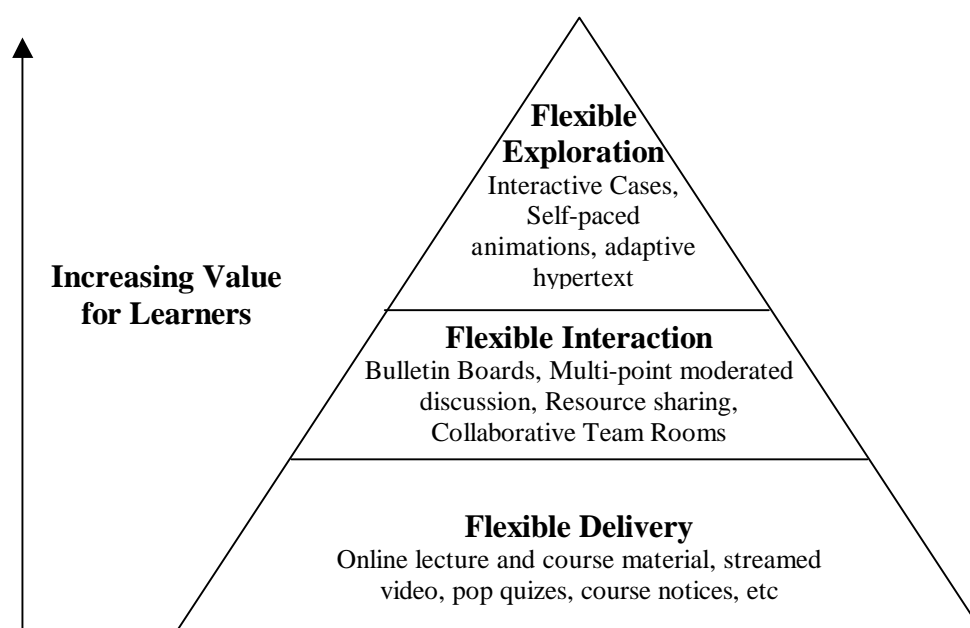 Flexible
Exploration
Interactive Cases,
Self-paced
animations, adaptive
hypertext
Increasing Value
for Learners
Flexible Interaction
Bulletin Boards, Multi-point moderated
discussion, Resource sharing,
Collaborative Team Rooms
Flexible Delivery
Online lecture and course material, streamed
video, pop quizes, course notices, etc